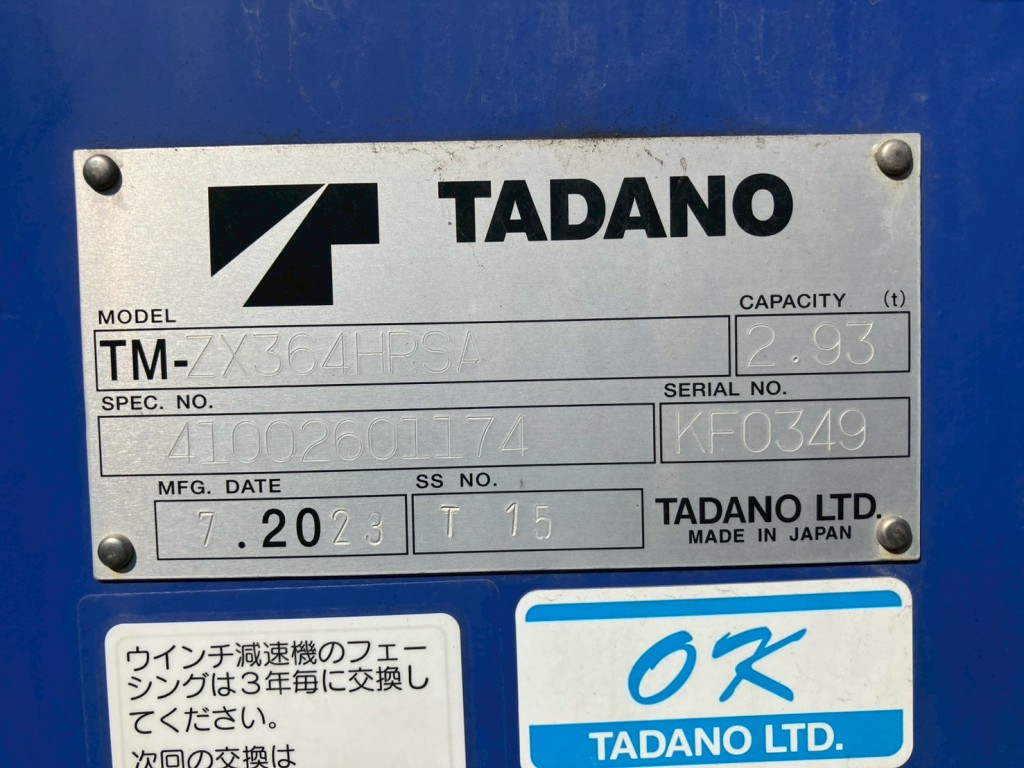 TADANO
MODEL
CAPACITY (t)
TM-ZX364HPSA
2.93
SPEC. NO.
SERIAL NO.
41002601174
KF0349
MFG. DATE
SS NO.
7.2023
T 15
TADANO LTD.
MADE IN JAPAN
ウインチ減速機のフェー
シングは3年毎に交換し
てください。
次回の交換は
OK
TADANO LTD.